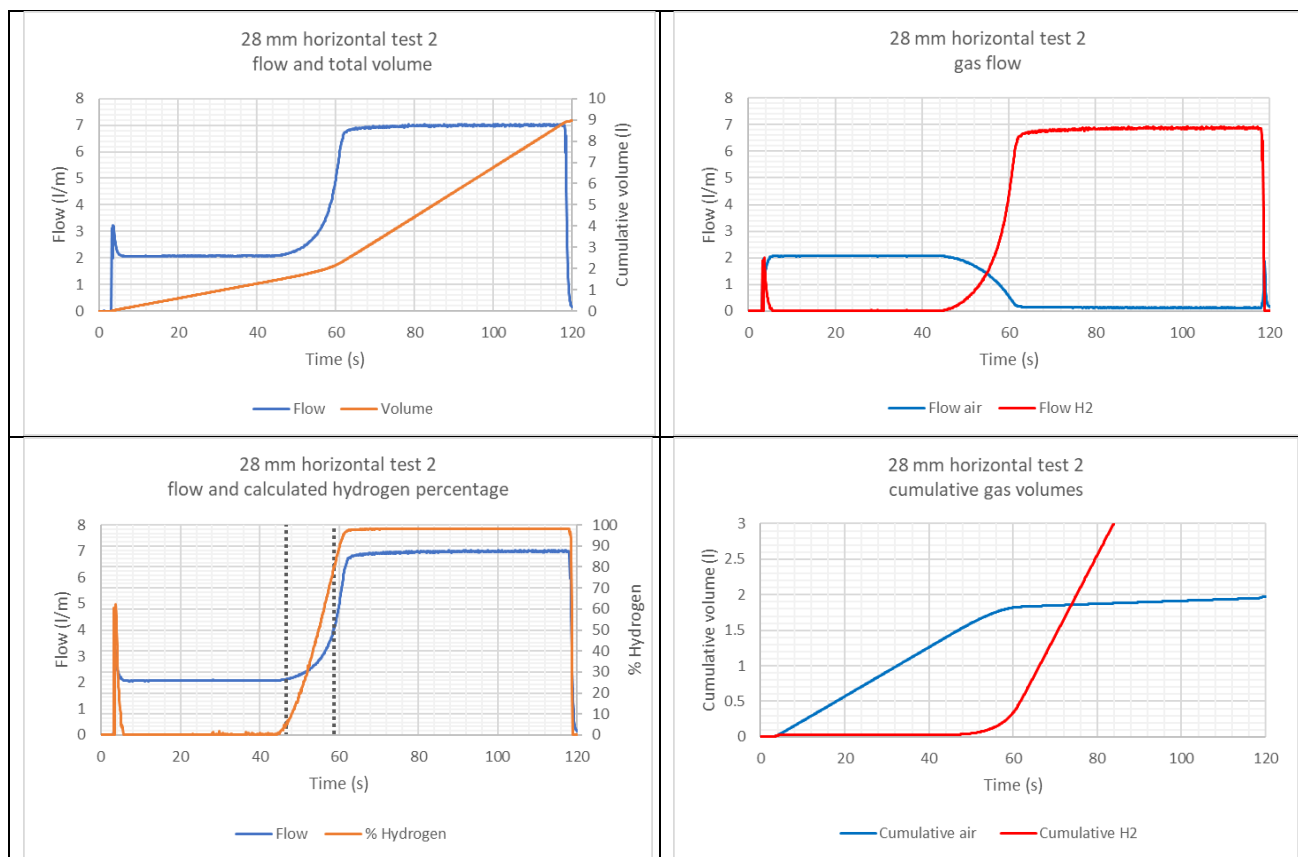 28 mm horizontal test 2
flow and total volume
8
7
6
5
4
3
2
1
0
Flow (l/m)
10
9
8
7
6
5
4
3
2
1
0
Cumulative volume (l)
0 20 40 60 80 100 120
Time (s)
Flow Volume
28 mm horizontal test 2
gas flow
8
7
6
5
4
3
2
1
0
Flow (l/m)
0 20 40 60 80 100 120
Time (s)
Flow air Flow H2
28 mm horizontal test 2
flow and calculated hydrogen percentage
8
7
6
5
4
3
2
1
0
Flow (l/m)
100
90
80
70
60
50
40
30
20
10
0
% Hydrogen
0 20 40 60 80 100 120
Time (s)
Flow % Hydrogen
28 mm horizontal test 2
cumulative gas volumes
3
2.5
2
1.5
1
0.5
0
Cumulative volume (l)
0 20 40 60 80 100 120
Time (s)
Cumulative air Cumulative H2